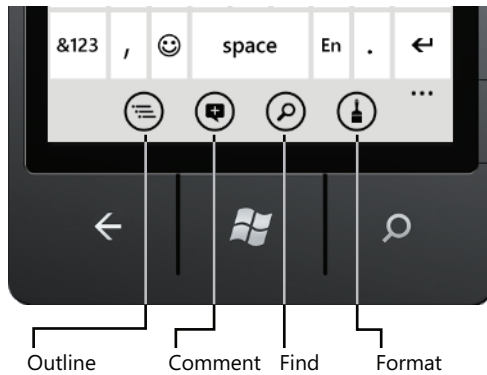 &123 , space En . 
Outline Comment Find Format